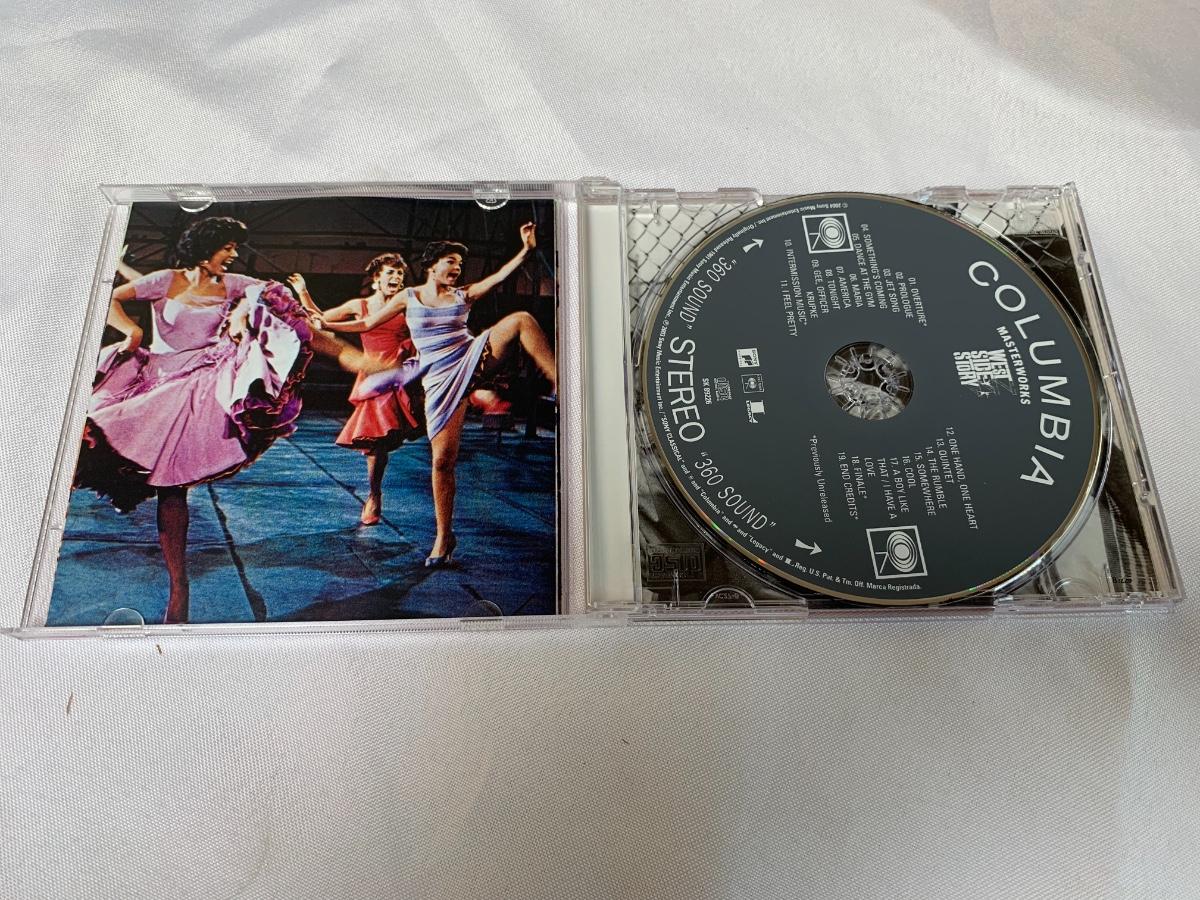 COLUMBIA
MASTERWORKS
WEST
SIDE
STORY
01. OVERTURE*
02. PROLOGUE
03. JET SONG
04. SOMETHING'S COMING
05. DANCE AT THE GYM
06. MARIA
07. AMERICA
08. TONIGHT
09. GEE, OFFICER
KRUPKE
10. INTERMISSION MUSIC*
11. I FEEL PRETTY
12. ONE HAND, ONE HEART
13. QUINTET
14. THE RUMBLE
15. SOMEWHERE
16. COOL
17. A BOY LIKE
THAT / I HAVE A
LOVE
18. FINALE*
19. END CREDITS*
*Previously Unreleased
SK 89226
"360 SOUND" STEREO "360 SOUND"